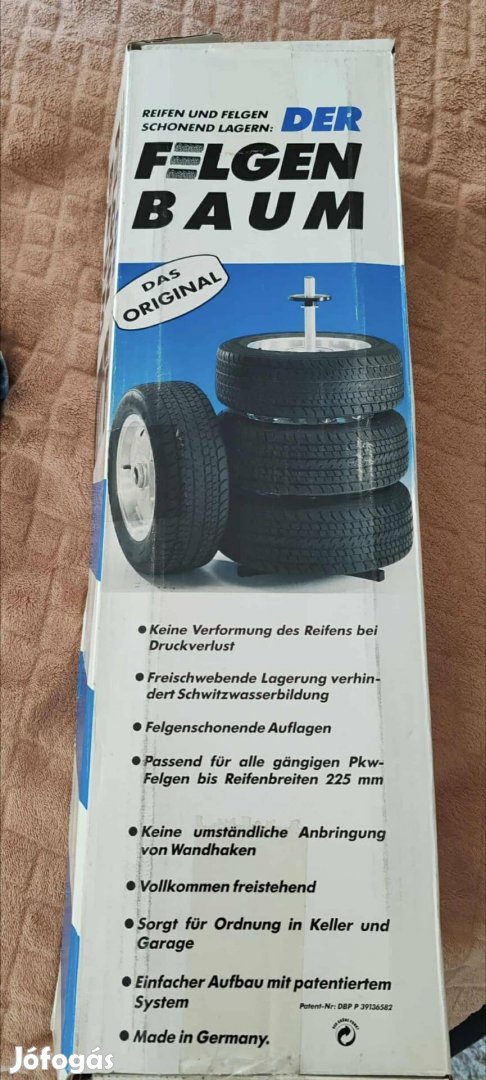 REIFEN UND FELGEN
SCHONEND LAGERN: DER
FELGEN
BAUM
DAS
ORIGINAL
• Keine Verformung des Reifens bei
Druckverlust
• Freischwebende Lagerung verhin-
dert Schwitzwasserbildung
• Felgenschonende Auflagen
• Passend für alle gängigen Pkw-
Felgen bis Reifenbreiten 225 mm
• Keine umständliche Anbringung
von Wandhaken
• Vollkommen freistehend
• Sorgt für Ordnung in Keller und
Garage
• Einfacher Aufbau mit patentiertem
System
Patent-Nr: DBP P 39136582
• Made in Germany.
Jófogás